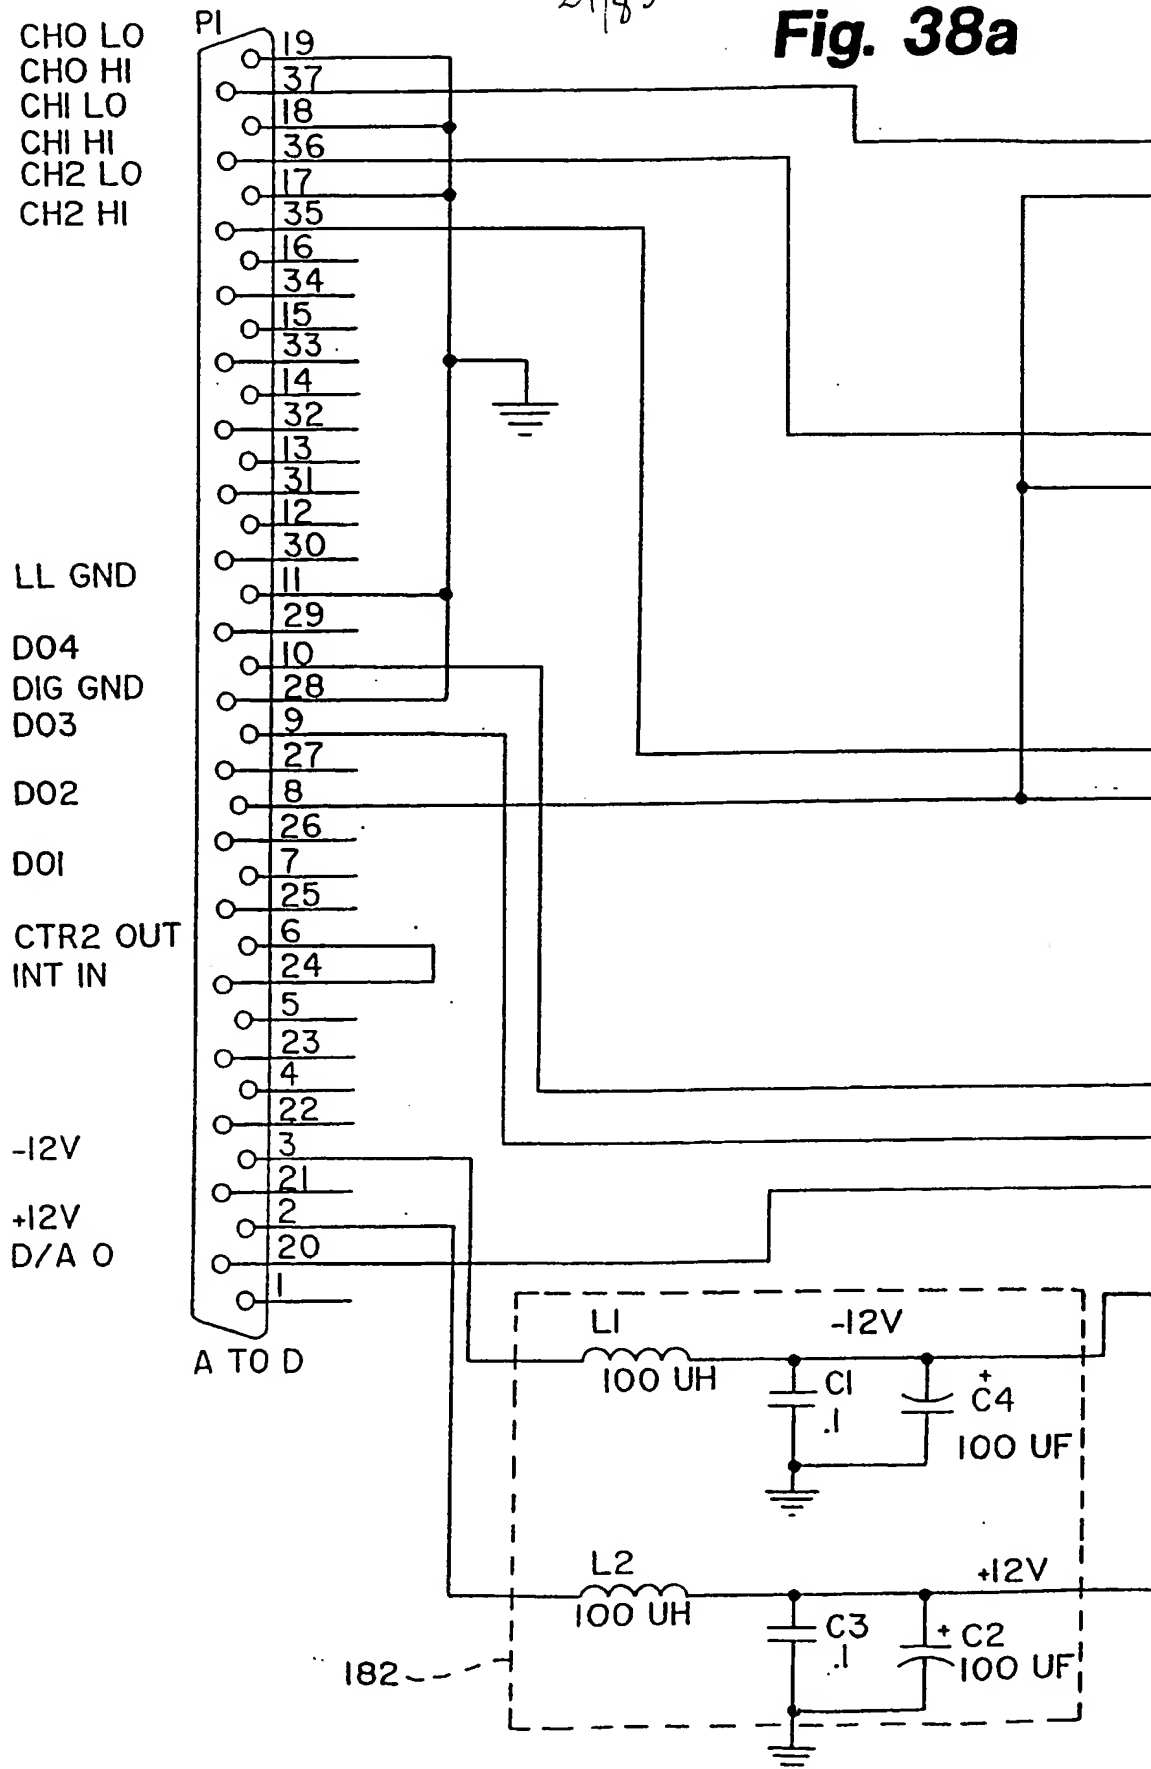 Fig. 38a
P1
CH0 LO
19
CH0 HI
37
CH1 LO
18
CH1 HI
36
CH2 LO
17
CH2 HI
35
16
34
15
33
14
32
13
31
12
30
LL GND
11
29
DO4
10
DIG GND
28
DO3
9
27
DO2
8
26
DO1
7
25
CTR2 OUT
6
INT IN
24
5
23
4
22
-12V
3
21
+12V
2
D/A 0
20
1
A TO D
L1
-12V
100 UH
C1
.1
+
C4
100 UF
L2
+12V
100 UH
C3
.1
+
C2
100 UF
182